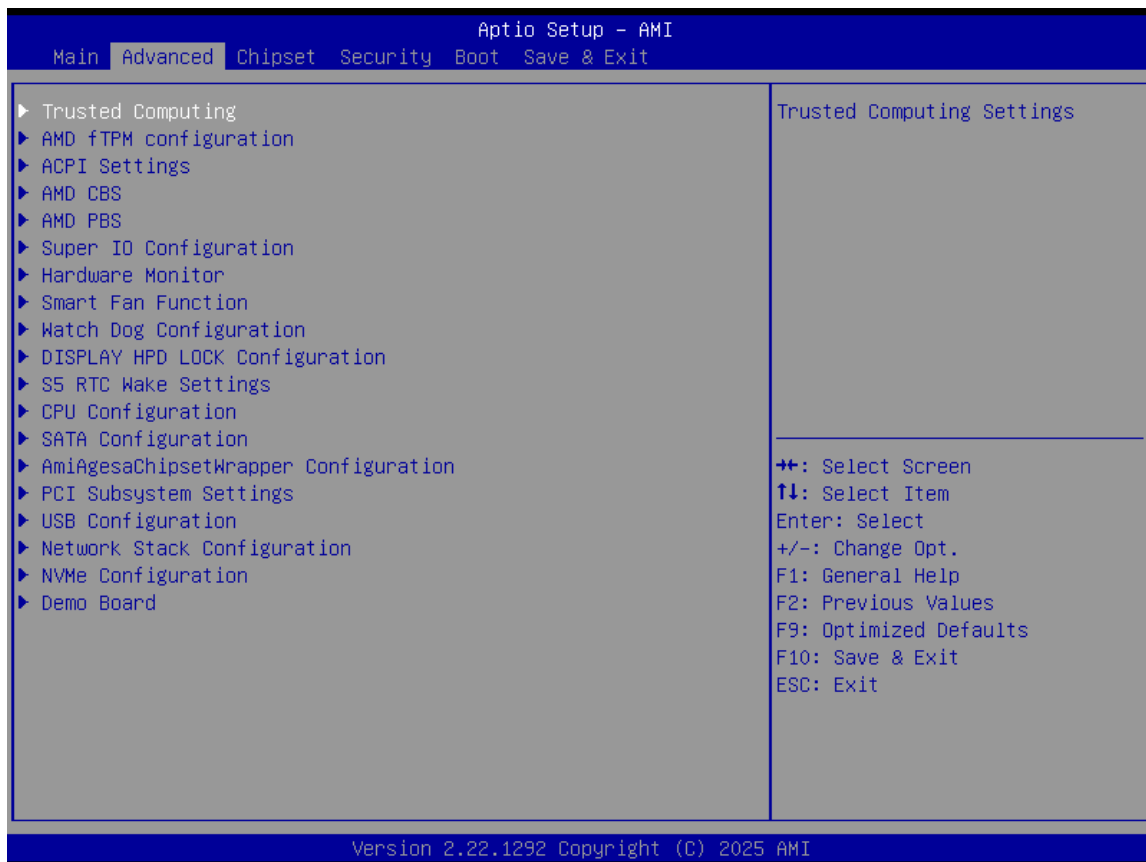 Aptio Setup – AMI
Main Advanced Chipset Security Boot Save & Exit
▶ Trusted Computing
▶ AMD fTPM configuration
▶ ACPI Settings
▶ AMD CBS
▶ AMD PBS
▶ Super IO Configuration
▶ Hardware Monitor
▶ Smart Fan Function
▶ Watch Dog Configuration
▶ DISPLAY HPD LOCK Configuration
▶ S5 RTC Wake Settings
▶ CPU Configuration
▶ SATA Configuration
▶ AmiAgesaChipsetWrapper Configuration
▶ PCI Subsystem Settings
▶ USB Configuration
▶ Network Stack Configuration
▶ NVMe Configuration
▶ Demo Board
Trusted Computing Settings
→←: Select Screen
↑↓: Select Item
Enter: Select
+/-: Change Opt.
F1: General Help
F2: Previous Values
F9: Optimized Defaults
F10: Save & Exit
ESC: Exit
Version 2.22.1292 Copyright (C) 2025 AMI